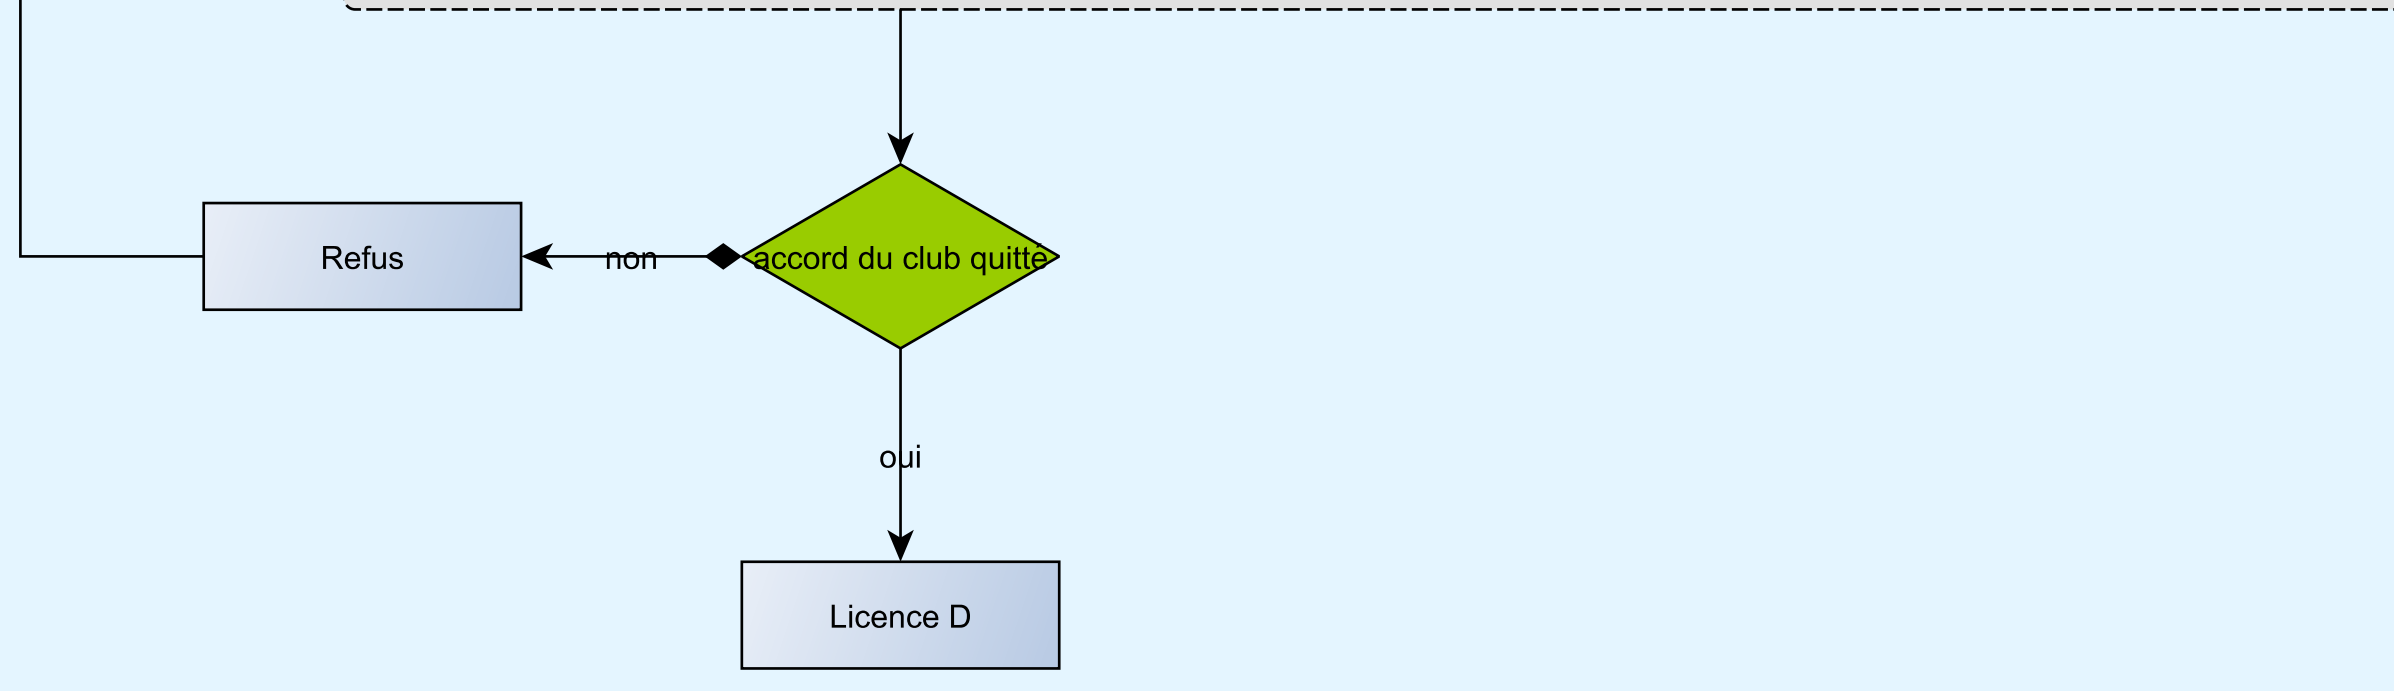 Refus
non
accord du club quitté
oui
Licence D